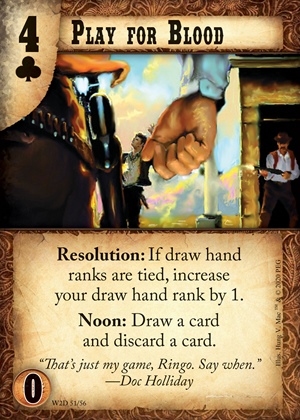 4
Play for Blood
Resolution: If draw hand
ranks are tied, increase
your draw hand rank by 1.
Noon: Draw a card
and discard a card.
“That’s just my game, Ringo. Say when.”
—Doc Holliday
0
W2D 51/56